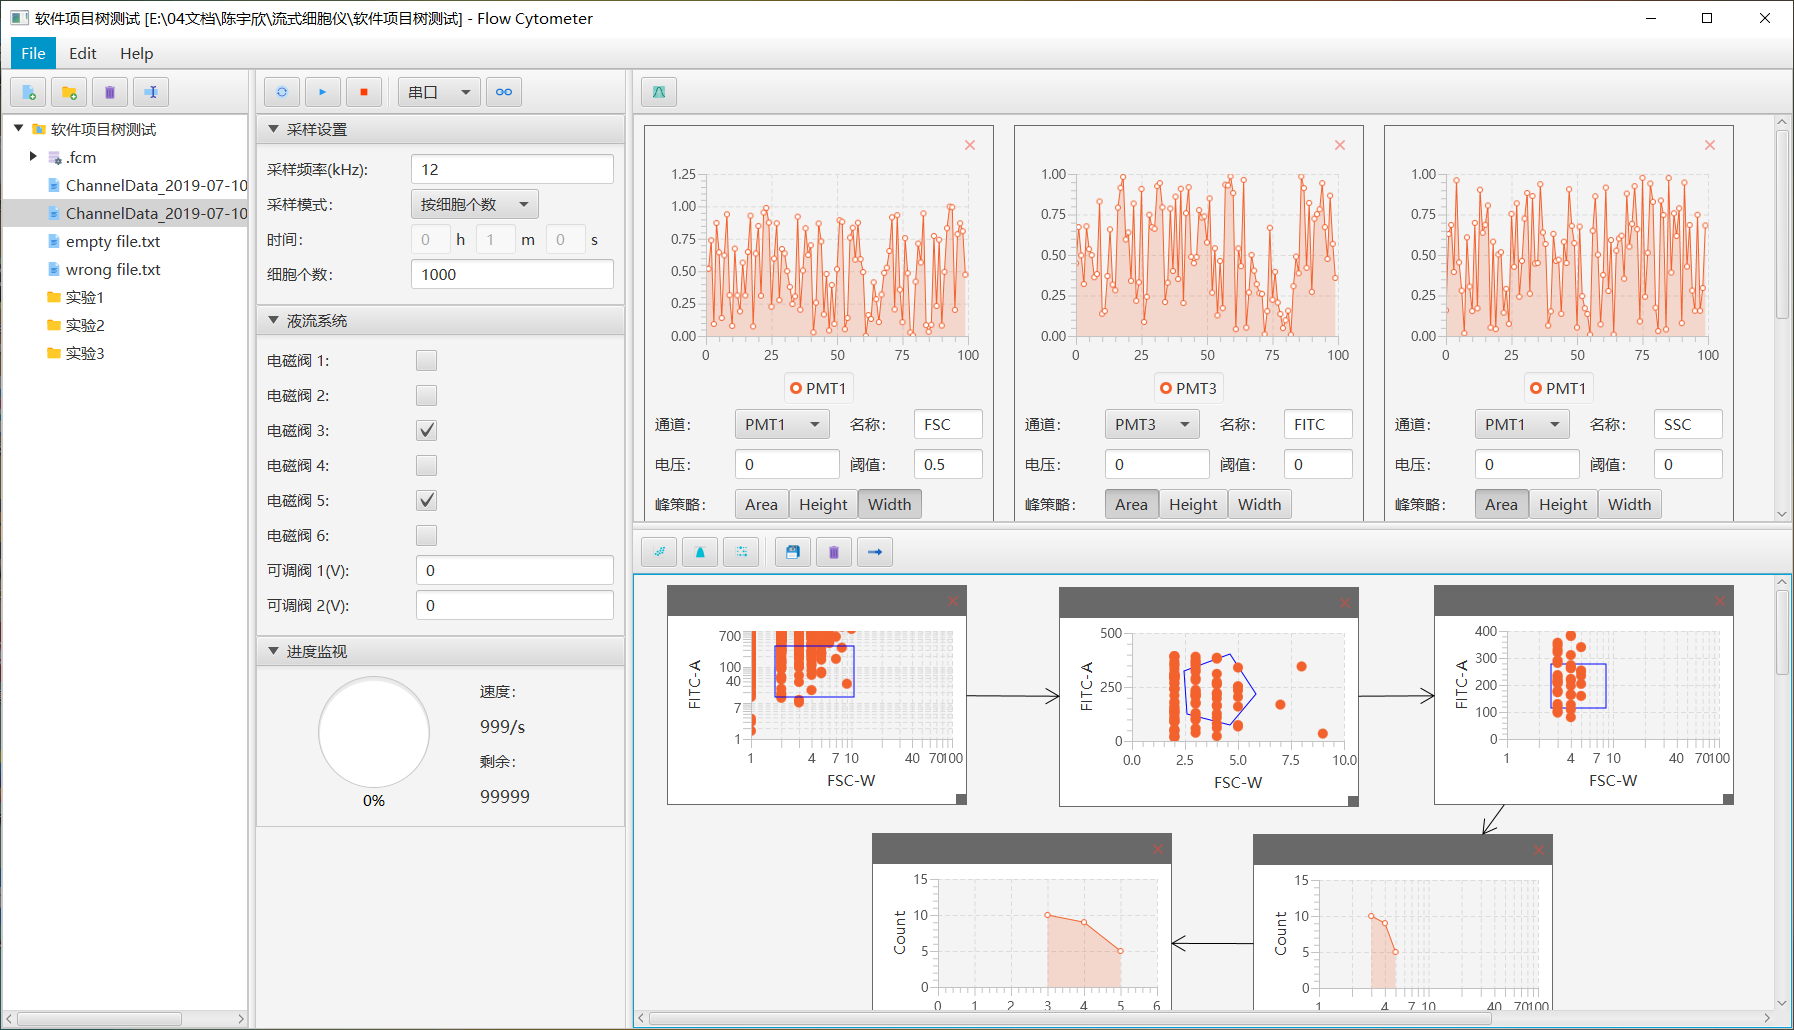 软件项目树测试 [E:\04文档\陈宇欣\流式细胞仪\软件项目树测试] - Flow Cytometer
File Edit Help
串口
软件项目树测试
.fcm
ChannelData_2019-07-10
ChannelData_2019-07-10
empty file.txt
wrong file.txt
实验1
实验2
实验3
采样设置
采样频率(kHz): 12
采样模式: 按细胞个数
时间: 0 h 1 m 0 s
细胞个数: 1000
液流系统
电磁阀 1:
电磁阀 2:
电磁阀 3:
电磁阀 4:
电磁阀 5:
电磁阀 6:
可调阀 1(V): 0
可调阀 2(V): 0
进度监视
速度:
999/s
剩余:
99999
0%
1.25
1.00
0.75
0.50
0.25
0.00
0 25 50 75 100
PMT1
通道: PMT1 名称: FSC
电压: 0 阈值: 0.5
峰策略: Area Height Width
1.00
0.75
0.50
0.25
0.00
0 25 50 75 100
PMT3
通道: PMT3 名称: FITC
电压: 0 阈值: 0
峰策略: Area Height Width
1.00
0.75
0.50
0.25
0.00
0 25 50 75 100
PMT1
通道: PMT1 名称: SSC
电压: 0 阈值: 0
峰策略: Area Height Width
FITC-A
700
100
40
7
1
1 4 7 10 40 70 100
FSC-W
FITC-A
500
250
0
0.0 2.5 5.0 7.5 10.0
FSC-W
FITC-A
400
300
200
100
0
1 4 7 10 40 70 100
FSC-W
Count
15
10
5
0
0 1 2 3 4 5 6
Count
15
10
5
0
1 4 7 10 40 70 100